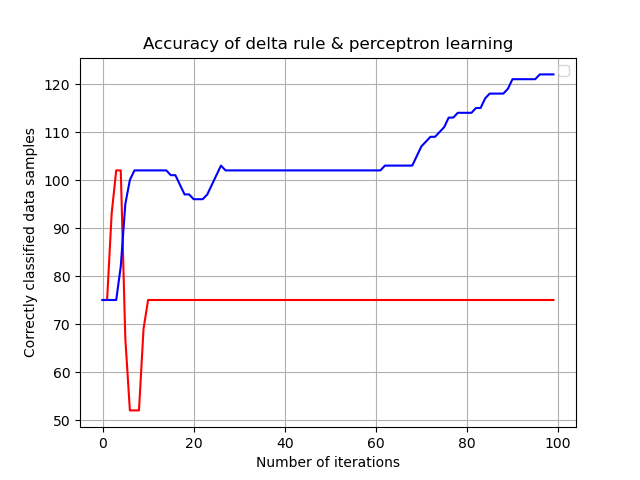 Accuracy of delta rule & perceptron learning
Correctly classified data samples
120
110
100
90
80
70
60
50
0 20 40 60 80 100
Number of iterations